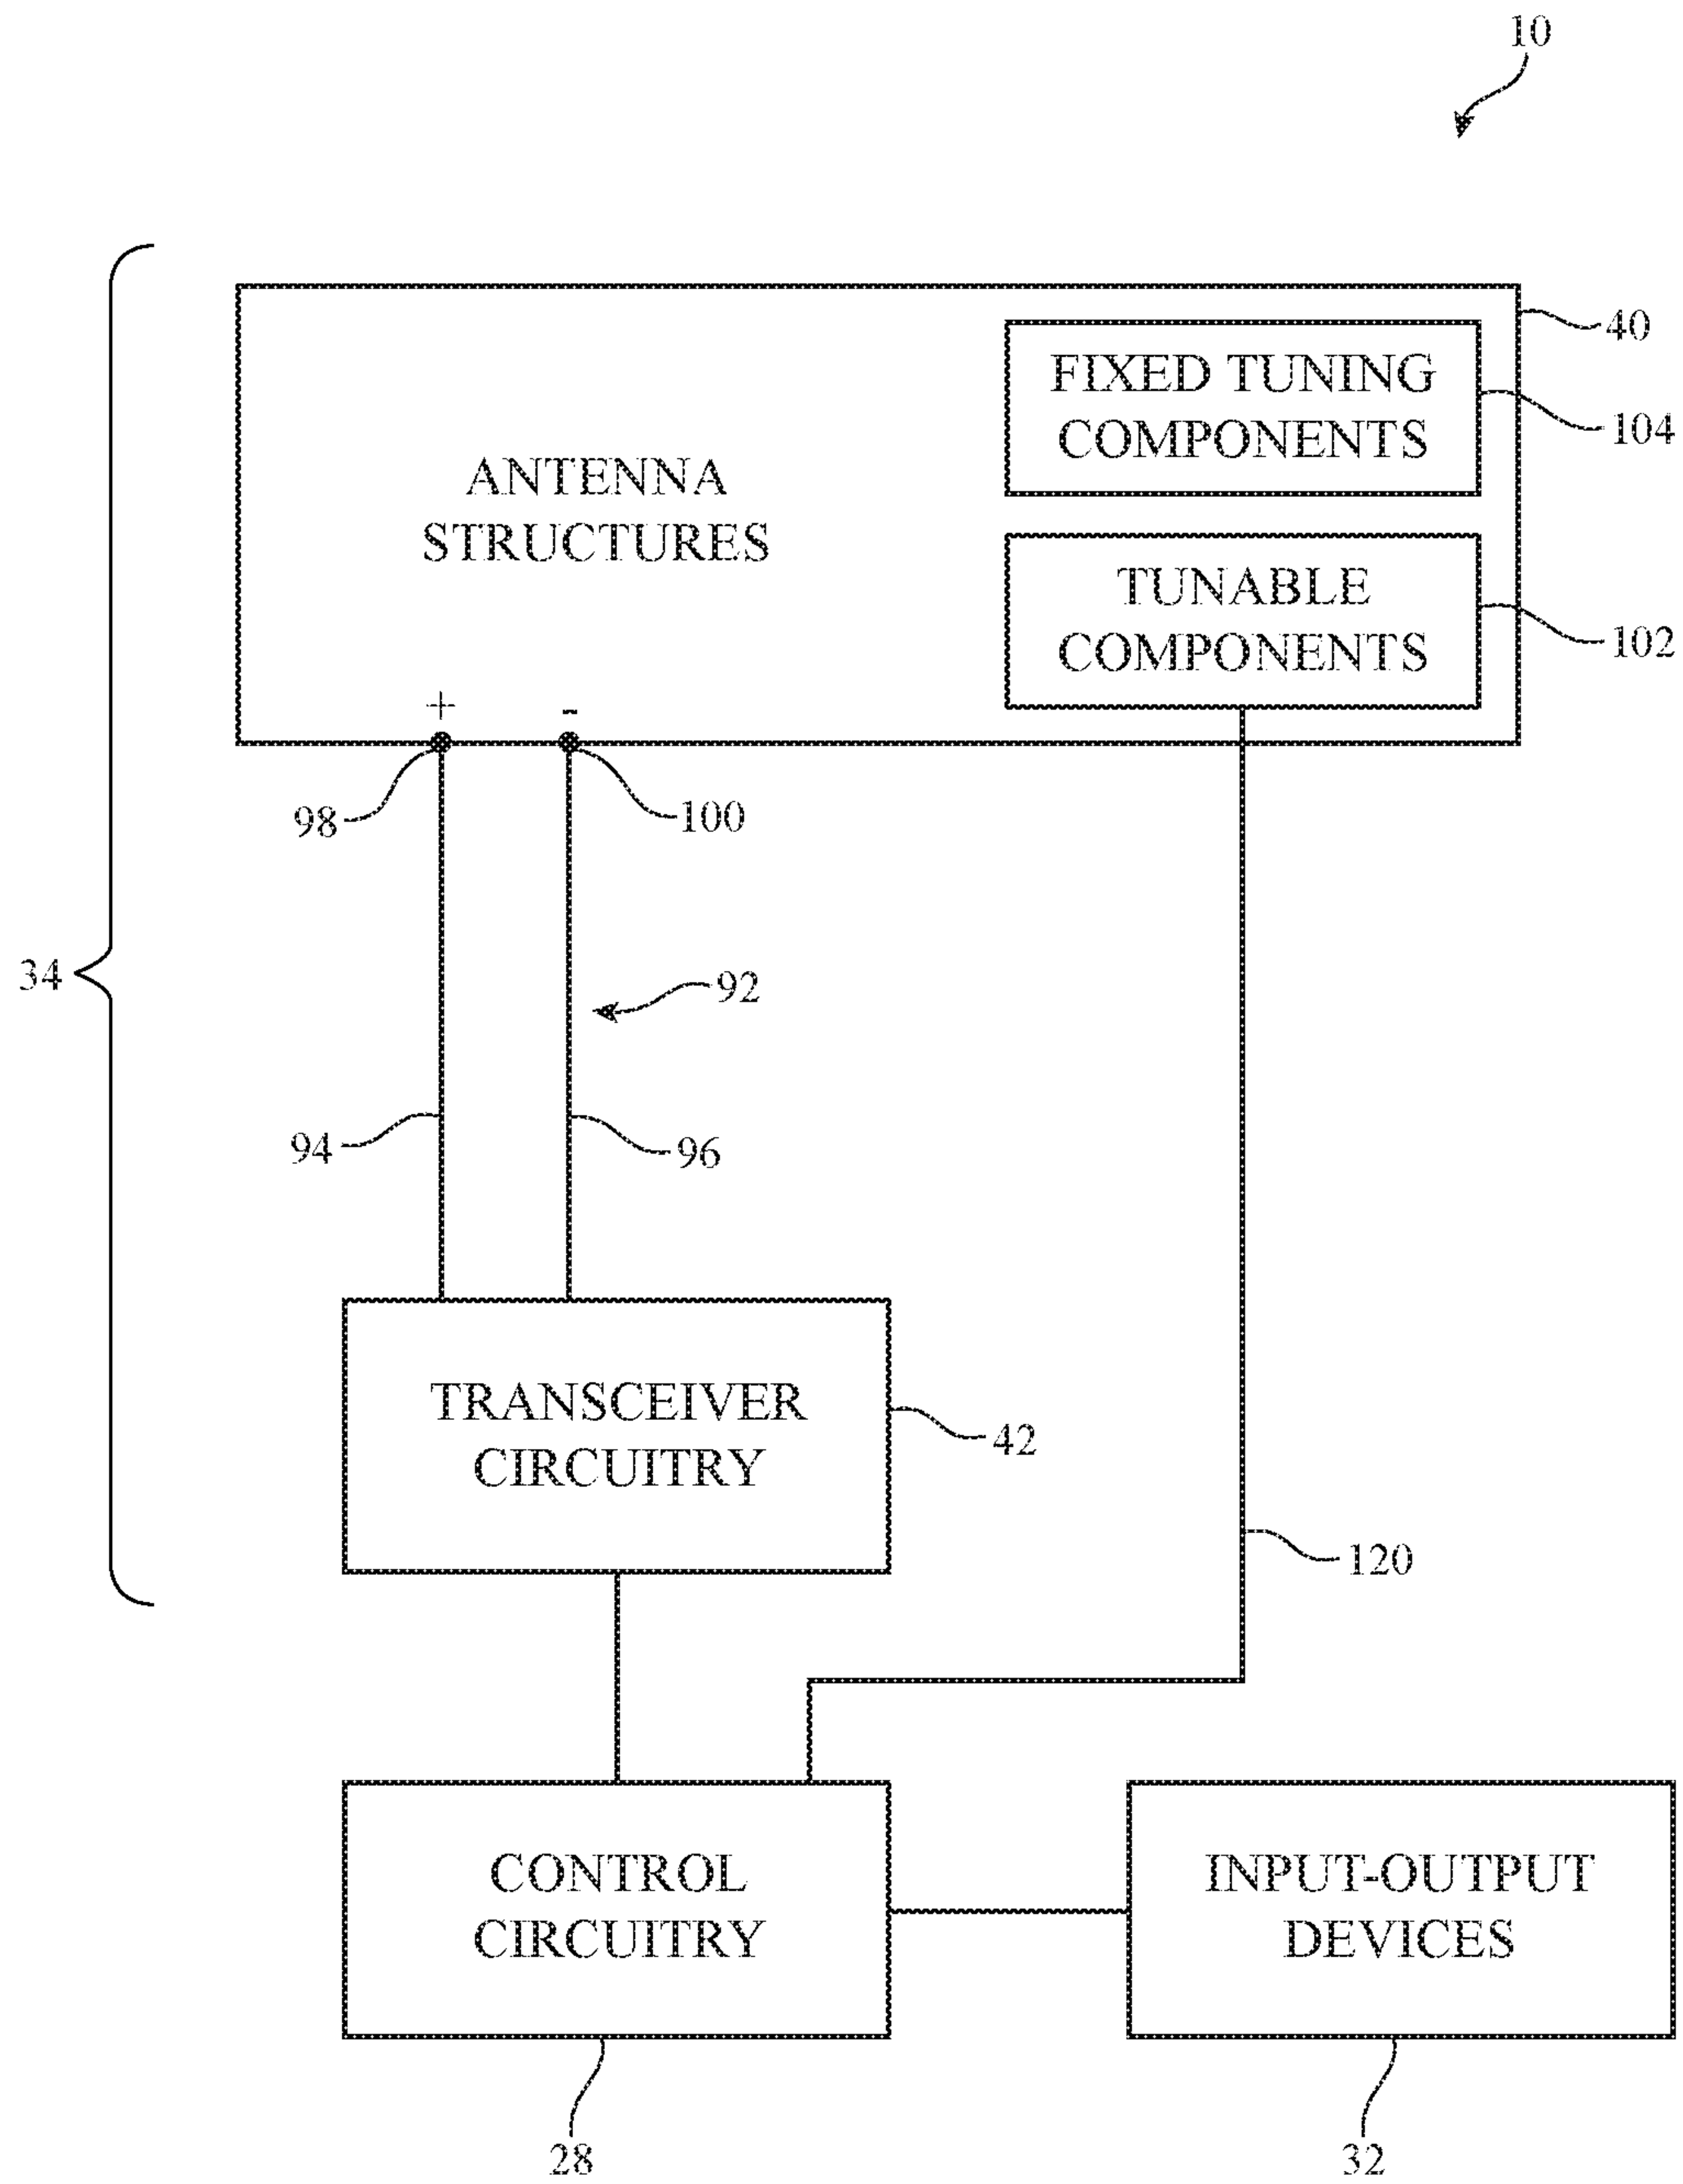 10
40
FIXED TUNING
COMPONENTS
104
ANTENNA
STRUCTURES
TUNABLE
COMPONENTS
102
+
-
98
100
34
92
94
96
TRANSCEIVER
CIRCUITRY
42
120
CONTROL
CIRCUITRY
INPUT-OUTPUT
DEVICES
28
32